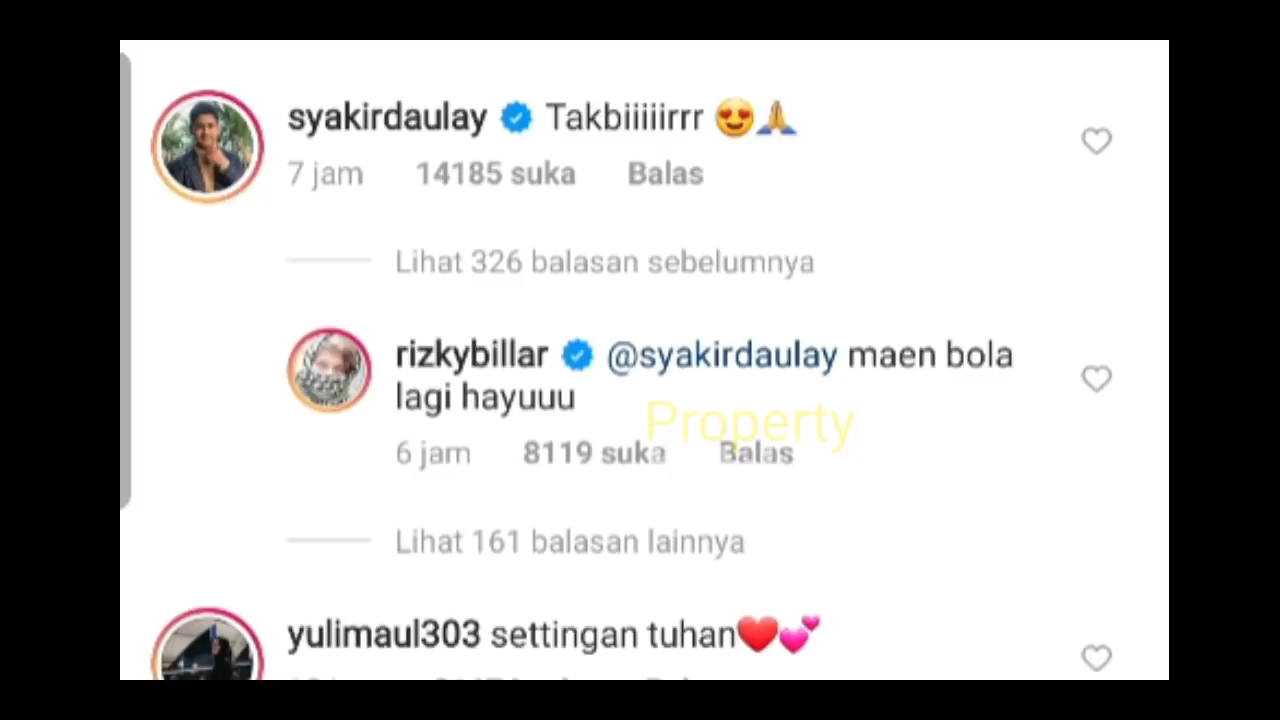 syakirdaulay Takbiiiiirrr 😍🙏
7 jam 14185 suka Balas
Lihat 326 balasan sebelumnya
rizkybillar @syakirdaulay maen bola
lagi hayuuu
Property
6 jam 8119 suka Balas
Lihat 161 balasan lainnya
yulimaul303 settingan tuhan❤️💕